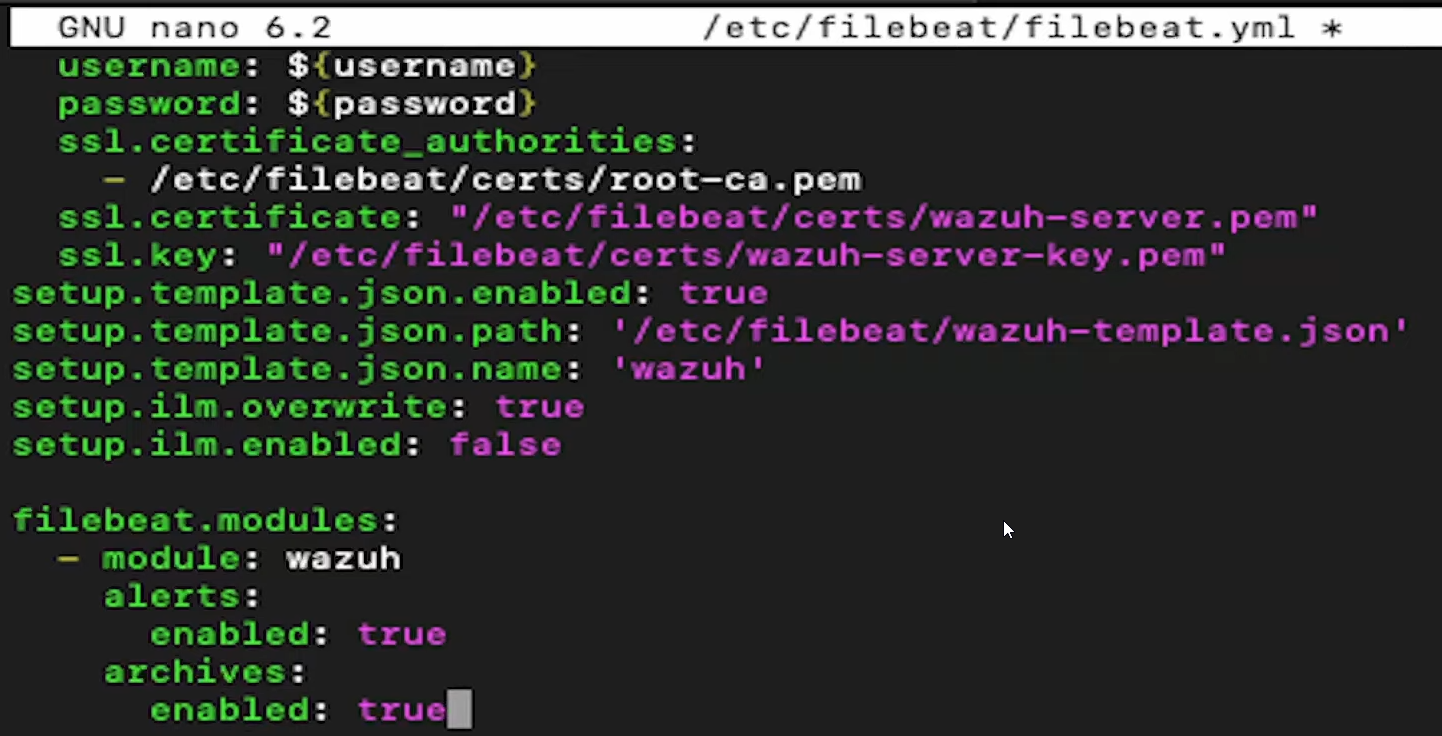 GNU nano 6.2 /etc/filebeat/filebeat.yml *
username: ${username}
password: ${password}
ssl.certificate_authorities:
- /etc/filebeat/certs/root-ca.pem
ssl.certificate: "/etc/filebeat/certs/wazuh-server.pem"
ssl.key: "/etc/filebeat/certs/wazuh-server-key.pem"
setup.template.json.enabled: true
setup.template.json.path: '/etc/filebeat/wazuh-template.json'
setup.template.json.name: 'wazuh'
setup.ilm.overwrite: true
setup.ilm.enabled: false
filebeat.modules:
- module: wazuh
alerts:
enabled: true
archives:
enabled: true